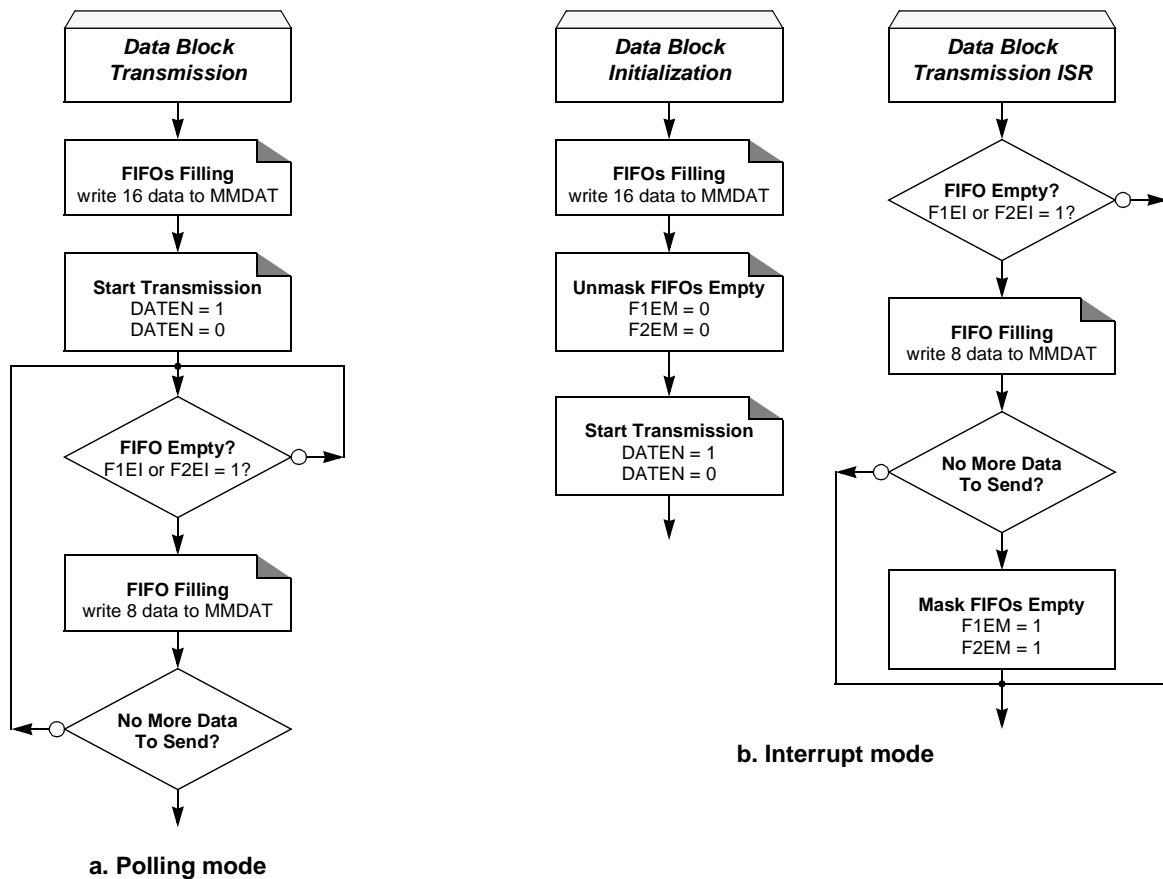 Data Block
Transmission
FIFOs Filling
write 16 data to MMDAT
Start Transmission
DATEN = 1
DATEN = 0
FIFO Empty?
F1EI or F2EI = 1?
FIFO Filling
write 8 data to MMDAT
No More Data
To Send?
a. Polling mode
Data Block
Initialization
FIFOs Filling
write 16 data to MMDAT
Unmask FIFOs Empty
F1EM = 0
F2EM = 0
Start Transmission
DATEN = 1
DATEN = 0
Data Block
Transmission ISR
FIFO Empty?
F1EI or F2EI = 1?
FIFO Filling
write 8 data to MMDAT
No More Data
To Send?
Mask FIFOs Empty
F1EM = 1
F2EM = 1
b. Interrupt mode